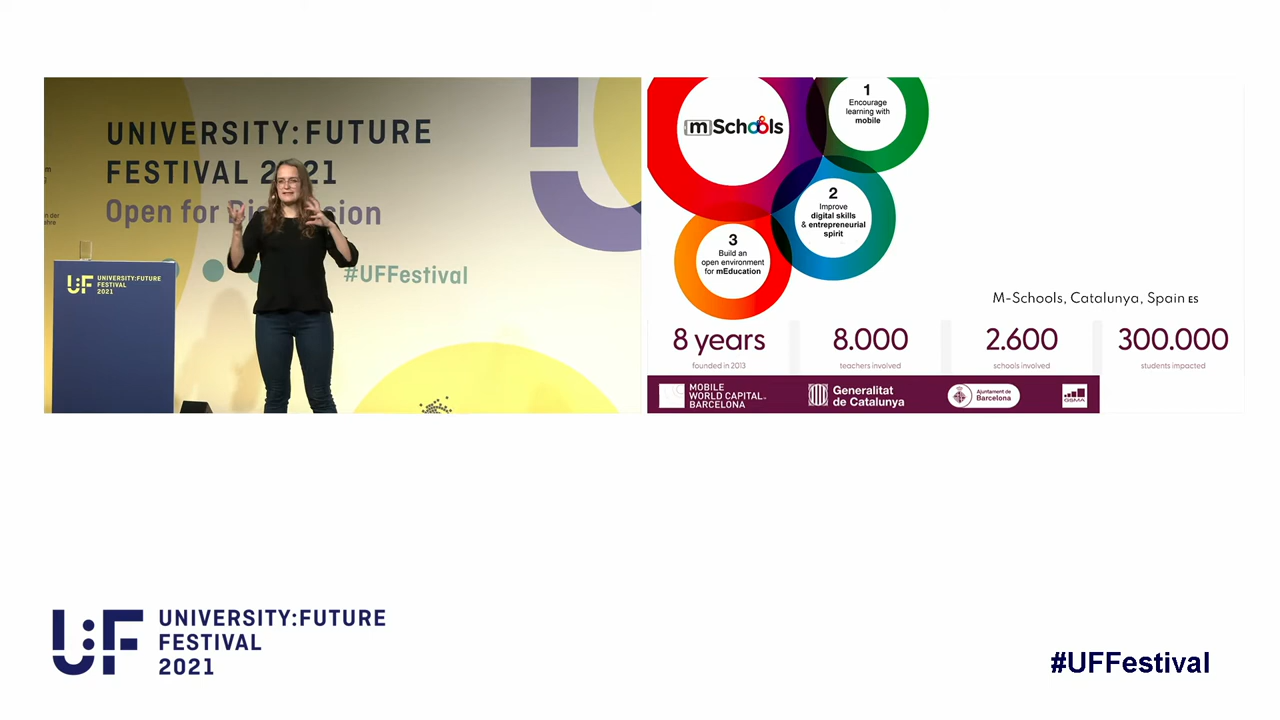 UNIVERSITY:FUTURE
FESTIVAL 2021
Open for Discussion
#UFFestival
U:F UNIVERSITY:FUTURE
FESTIVAL
2021
mSchools
1
Encourage
learning with
mobile
2
Improve
digital skills
& entrepreneurial
spirit
3
Build an
open environment
for mEducation
M-Schools, Catalunya, Spain ES
8 years
founded in 2013
8.000
teachers involved
2.600
schools involved
300.000
students impacted
MOBILE
WORLD CAPITAL
BARCELONA
Generalitat
de Catalunya
Ajuntament de
Barcelona
GSMA
U:F
UNIVERSITY:FUTURE
FESTIVAL
2021
#UFFestival